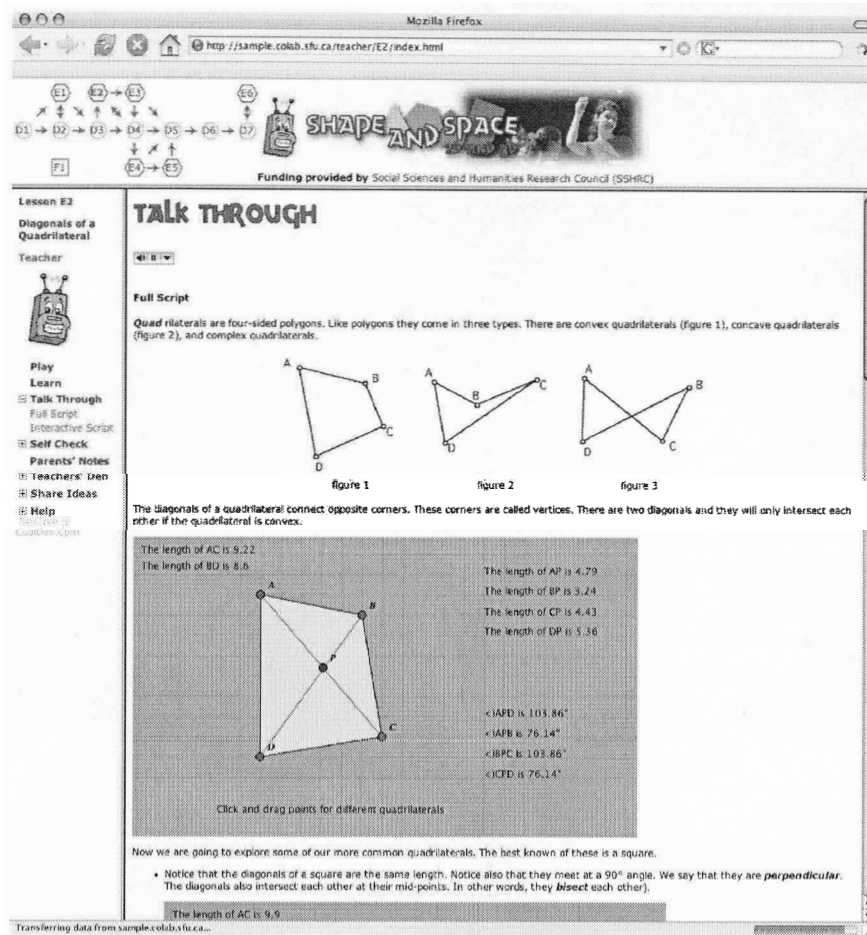 Mozilla Firefox
http://sample.colab.sfu.ca/teacher/E2/index.html
E1 E2 E3 E6
D1 D2 D3 D4 D5 D6 D7
F1 E4 E5
SHAPE AND SPACE
Funding provided by Social Sciences and Humanities Research Council (SSHRC)
Lesson E2
Diagonals of a
Quadrilateral
Teacher
Play
Learn
Talk Through
Full Script
Interactive Script
Self Check
Parents' Notes
Teachers' Den
Share Ideas
Help
TALK THROUGH
Full Script
Quad rilaterals are four-sided polygons. Like polygons they come in three types. There are convex quadrilaterals (figure 1), concave quadrilaterals
(figure 2), and complex quadrilaterals.
A B C D
A B C D
A B C D
figure 1 figure 2 figure 3
The diagonals of a quadrilateral connect opposite corners. These corners are called vertices. There are two diagonals and they will only intersect each
other if the quadrilateral is convex.
The length of AC is 9.22
The length of BD is 8.6
A
B
P
C
D
The length of AP is 4.79
The length of BP is 3.24
The length of CP is 4.43
The length of DP is 5.36
<)APD is 103.86°
<)APB is 76.14°
<)BPC is 103.86°
<)CPD is 76.14°
Click and drag points for different quadrilaterals
Now we are going to explore some of our more common quadrilaterals. The best known of these is a square.
• Notice that the diagonals of a square are the same length. Notice also that they meet at a 90° angle. We say that they are perpendicular.
The diagonals also intersect each other at their mid-points. In other words, they bisect each other).
The length of AC is 9.9
Transferring data from sample.colab.sfu.ca...